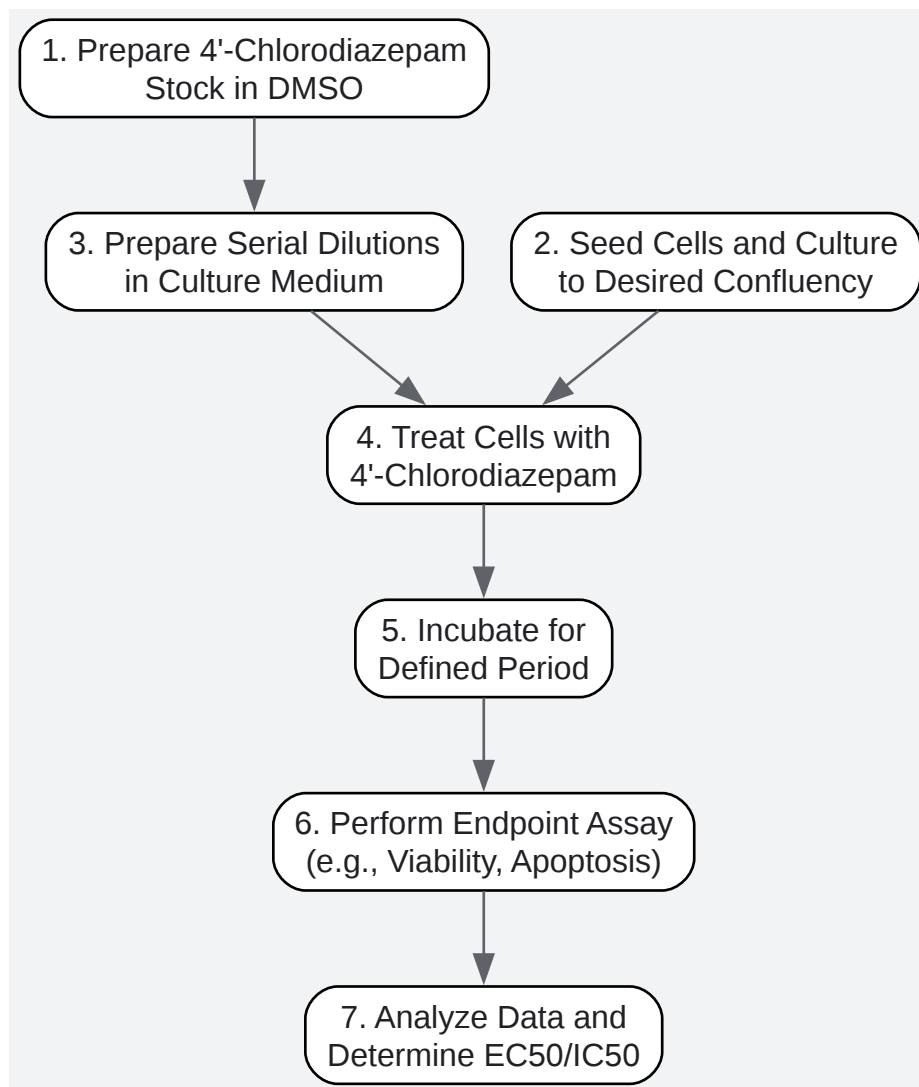 1. Prepare 4'-Chlorodiazepam
Stock in DMSO
3. Prepare Serial Dilutions
in Culture Medium
2. Seed Cells and Culture
to Desired Confluency
4. Treat Cells with
4'-Chlorodiazepam
5. Incubate for
Defined Period
6. Perform Endpoint Assay
(e.g., Viability, Apoptosis)
7. Analyze Data and
Determine EC50/IC50